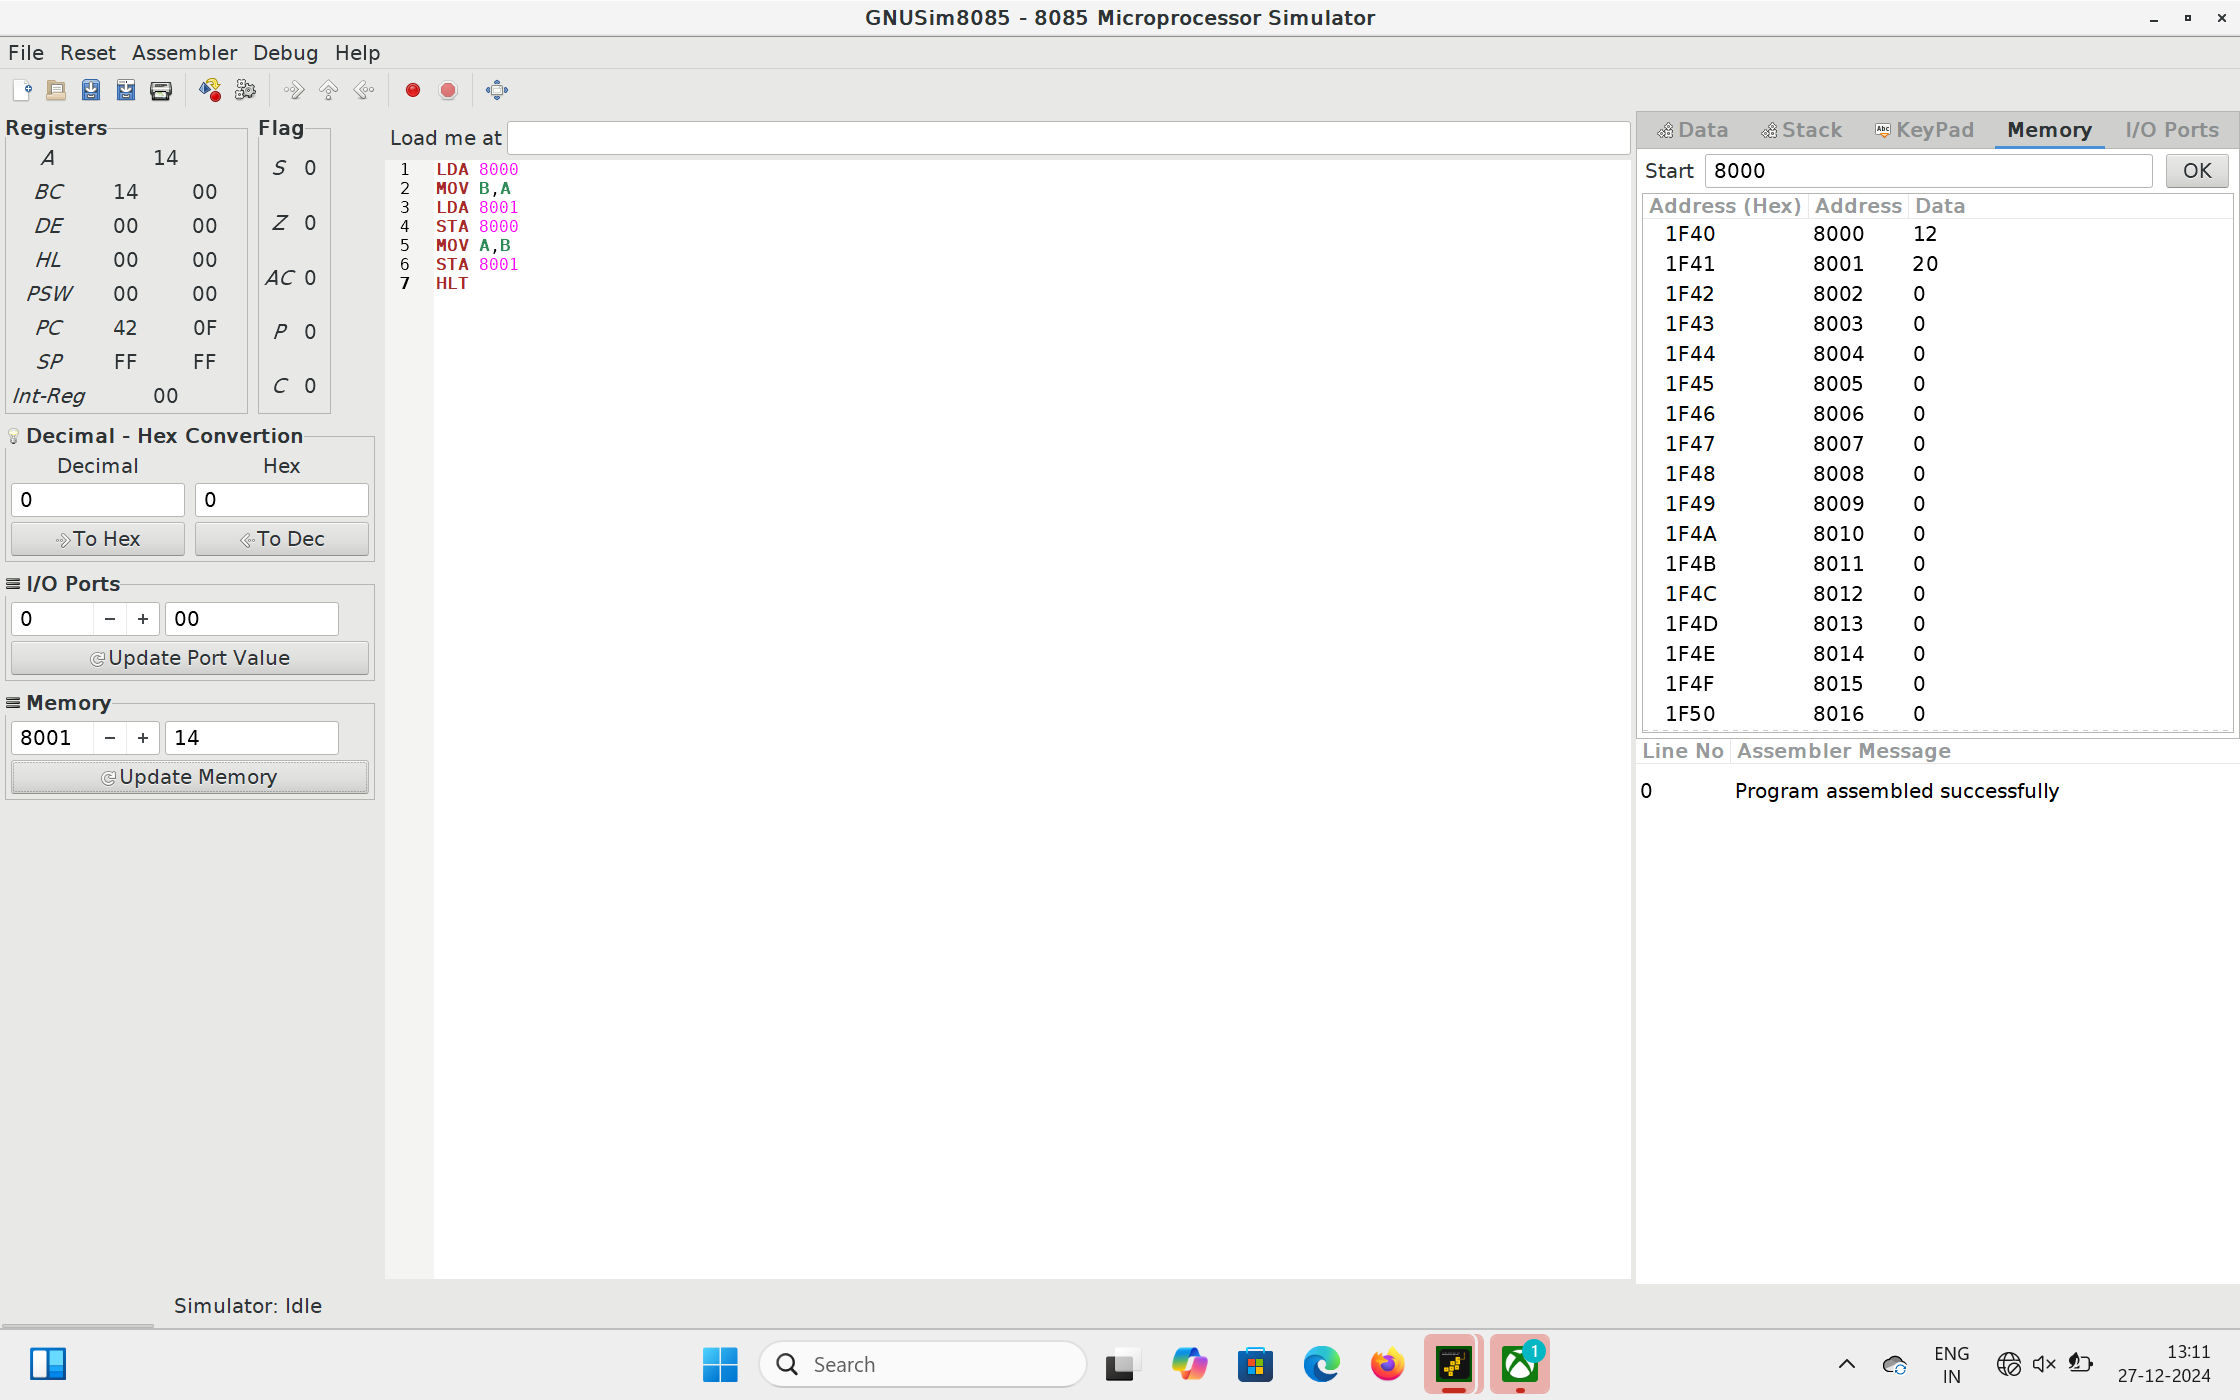 GNUSim8085 - 8085 Microprocessor Simulator
File Reset Assembler Debug Help
Registers
A 14
BC 14 00
DE 00 00
HL 00 00
PSW 00 00
PC 42 0F
SP FF FF
Int-Reg 00
Flag
S 0
Z 0
AC 0
P 0
C 0
Decimal - Hex Convertion
Decimal Hex
0 0
To Hex To Dec
I/O Ports
0 − + 00
Update Port Value
Memory
8001 − + 14
Update Memory
Load me at
1 LDA 8000
2 MOV B,A
3 LDA 8001
4 STA 8000
5 MOV A,B
6 STA 8001
7 HLT
Data Stack Abc KeyPad Memory I/O Ports
Start 8000 OK
Address (Hex) Address Data
1F40 8000 12
1F41 8001 20
1F42 8002 0
1F43 8003 0
1F44 8004 0
1F45 8005 0
1F46 8006 0
1F47 8007 0
1F48 8008 0
1F49 8009 0
1F4A 8010 0
1F4B 8011 0
1F4C 8012 0
1F4D 8013 0
1F4E 8014 0
1F4F 8015 0
1F50 8016 0
Line No Assembler Message
0 Program assembled successfully
Simulator: Idle
Search
1
ENG
IN
13:11
27-12-2024